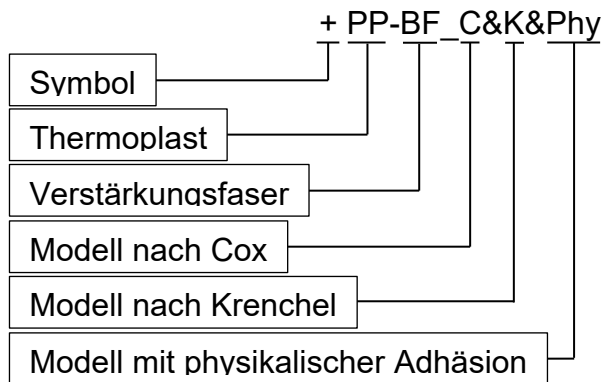 + PP-BF_C&K&Phy
Symbol
Thermoplast
Verstärkungsfaser
Modell nach Cox
Modell nach Krenchel
Modell mit physikalischer Adhäsion